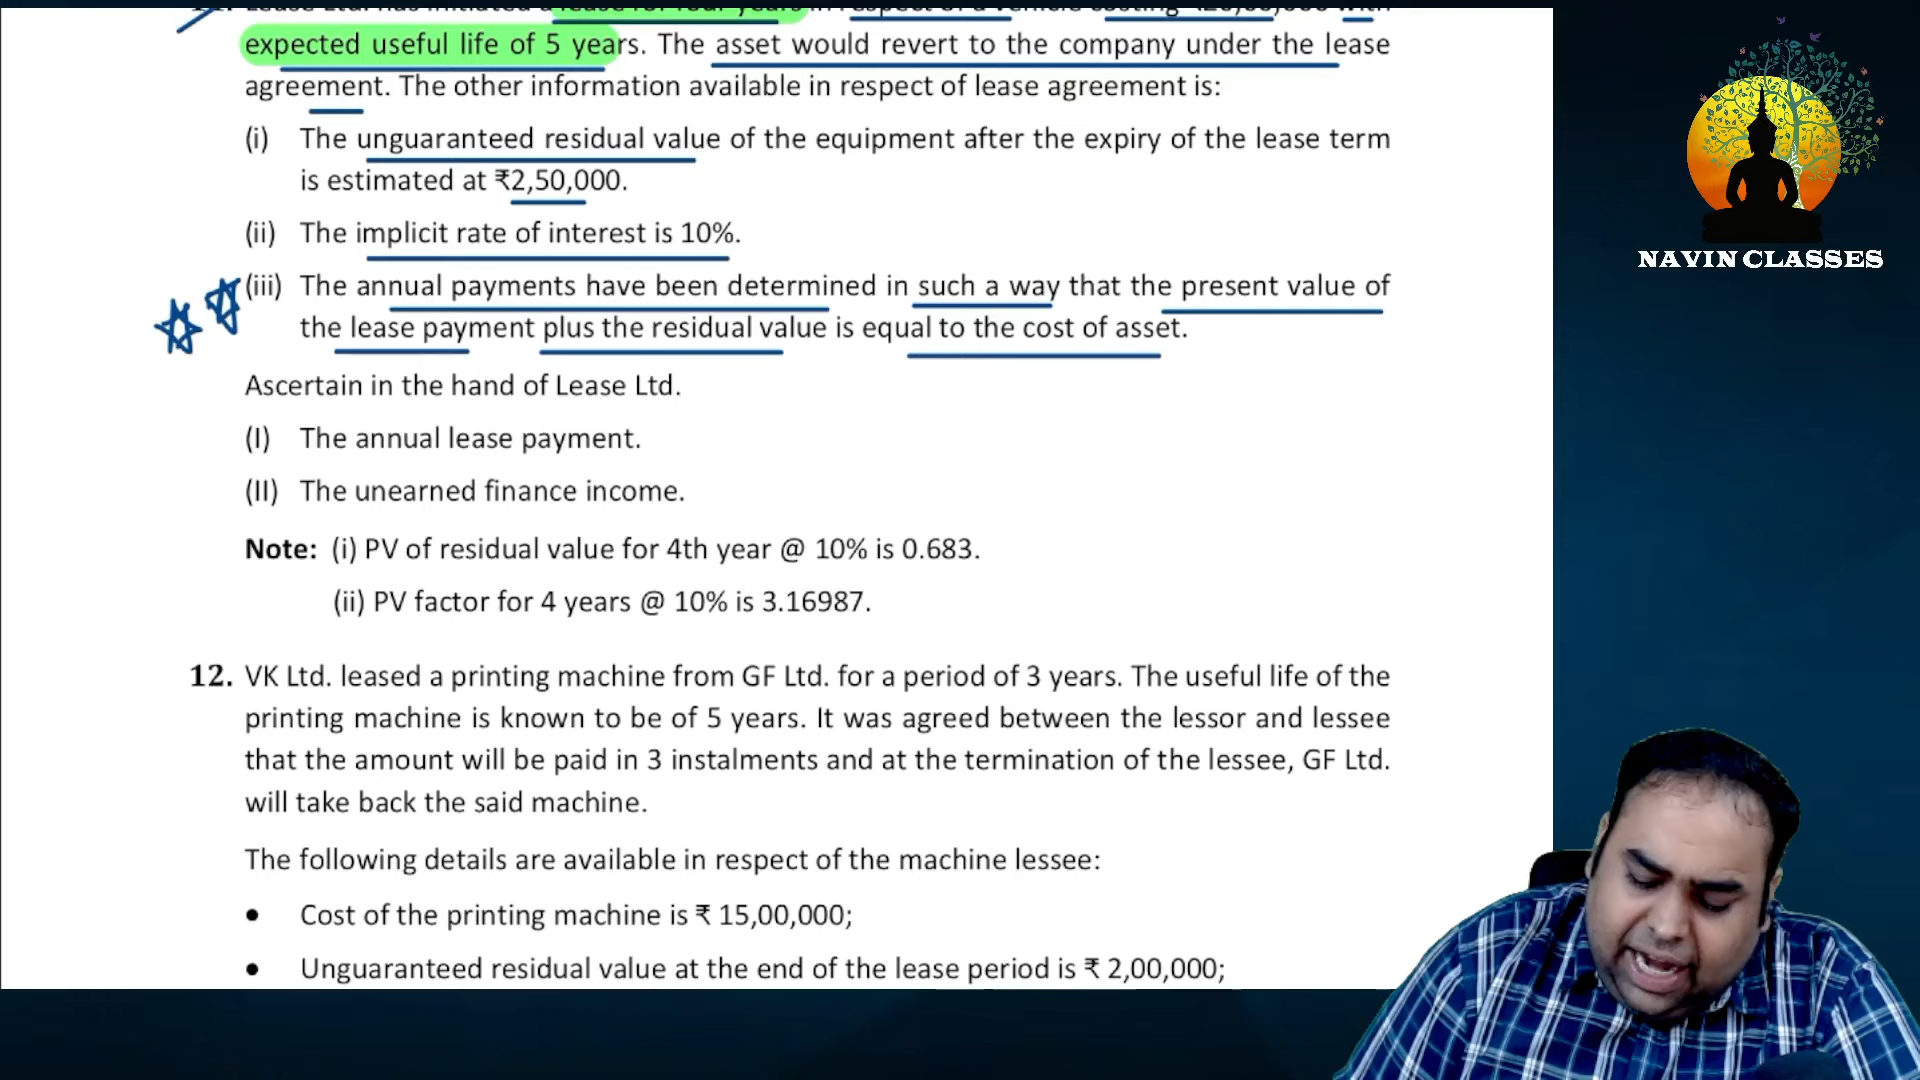 expected useful life of 5 years. The asset would revert to the company under the lease
agreement. The other information available in respect of lease agreement is:
(i) The unguaranteed residual value of the equipment after the expiry of the lease term
is estimated at ₹2,50,000.
(ii) The implicit rate of interest is 10%.
(iii) The annual payments have been determined in such a way that the present value of
the lease payment plus the residual value is equal to the cost of asset.
Ascertain in the hand of Lease Ltd.
(I) The annual lease payment.
(II) The unearned finance income.
Note: (i) PV of residual value for 4th year @ 10% is 0.683.
(ii) PV factor for 4 years @ 10% is 3.16987.
12. VK Ltd. leased a printing machine from GF Ltd. for a period of 3 years. The useful life of the
printing machine is known to be of 5 years. It was agreed between the lessor and lessee
that the amount will be paid in 3 instalments and at the termination of the lessee, GF Ltd.
will take back the said machine.
The following details are available in respect of the machine lessee:
• Cost of the printing machine is ₹ 15,00,000;
• Unguaranteed residual value at the end of the lease period is ₹ 2,00,000;
NAVIN CLASSES